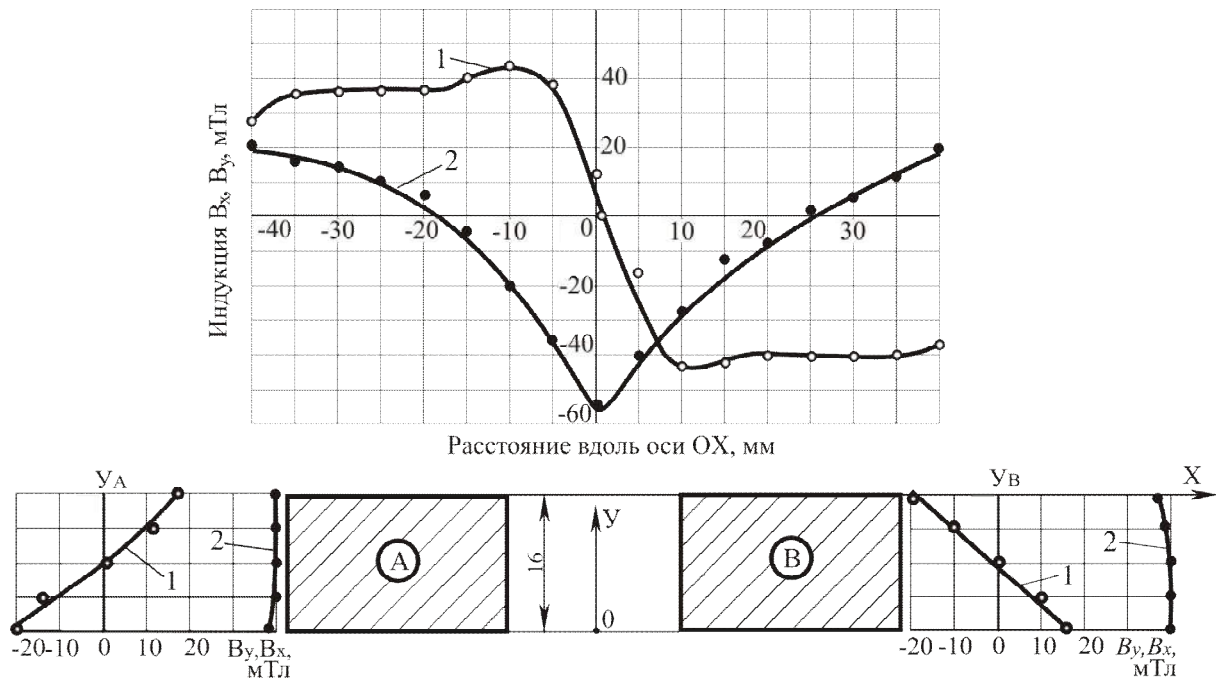 Индукция Bx, By, мТл
1
2
40
20
-40 -30 -20 -10 0 10 20 30
-20
-40
-60
Расстояние вдоль оси OX, мм
УА
УВ
X
2
1
А
16
У
0
В
2
1
-20 -10 0 10 20 By,Bx,
мТл
-20 -10 0 10 20 By,Bx,
мТл